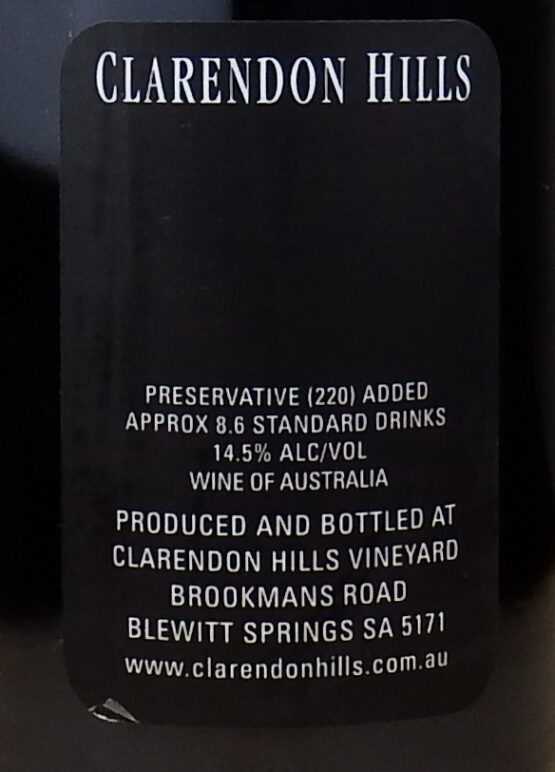 CLARENDON HILLS
PRESERVATIVE (220) ADDED
APPROX 8.6 STANDARD DRINKS
14.5% ALC/VOL
WINE OF AUSTRALIA
PRODUCED AND BOTTLED AT
CLARENDON HILLS VINEYARD
BROOKMANS ROAD
BLEWITT SPRINGS SA 5171
www.clarendonhills.com.au